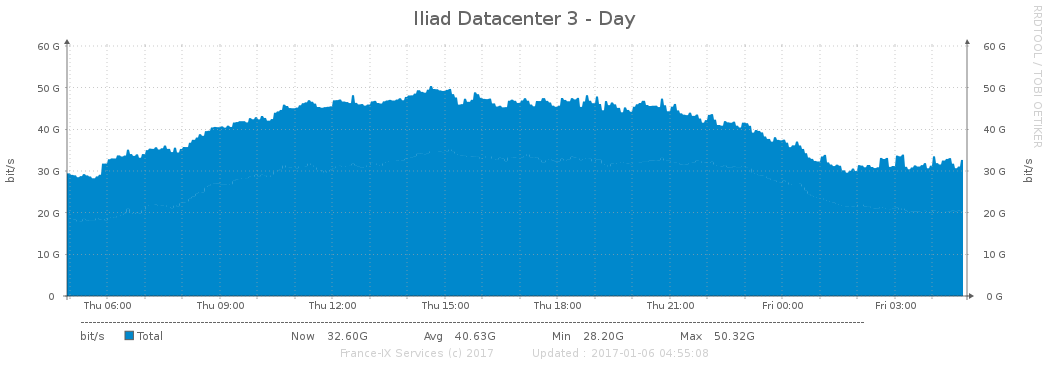 Iliad Datacenter 3 - Day
RRDTOOL / TOBI OETIKER
60 G 60 G
50 G 50 G
40 G 40 G
30 G 30 G
20 G 20 G
10 G 10 G
0 0 G
bit/s bit/s
Thu 06:00 Thu 09:00 Thu 12:00 Thu 15:00 Thu 18:00 Thu 21:00 Fri 00:00 Fri 03:00
bit/s Total Now 32.60G Avg 40.63G Min 28.20G Max 50.32G
France-IX Services (c) 2017 Updated : 2017-01-06 04:55:08